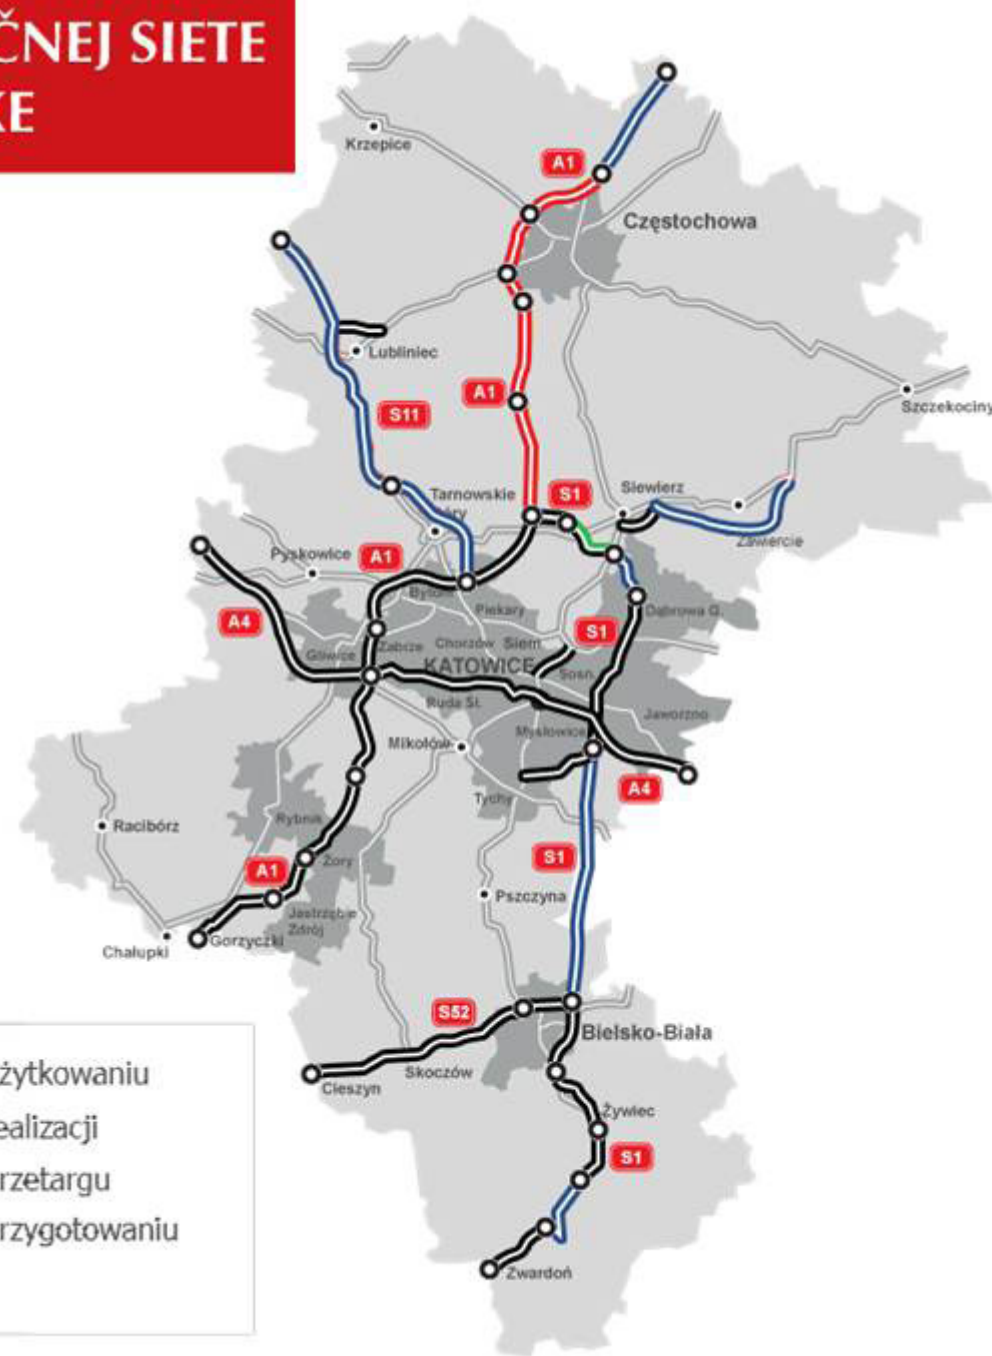 ČNEJ SIETE
KE
Krzepice
A1
Częstochowa
Lubliniec
A1
S11
Szczekociny
Tarnowskie
óry
S1
Siewierz
Zawiercie
Pyskowice
A1
Bytom
Piekary
Dąbrowa G.
A4
Zabrze
Chorzów
Siem
S1
Gliwice
KATOWICE
Sosn.
Ruda Śl.
Jaworzno
Mikołów
Mysłowice
A4
Tychy
Racibórz
Rybnik
Żory
S1
A1
Pszczyna
Jastrzębie
Zdrój
Gorzyczki
Chałupki
S52
Bielsko-Biała
Skoczów
Cieszyn
Żywiec
S1
Zwardoń
żytkowaniu
ealizacji
rzetargu
rzygotowaniu